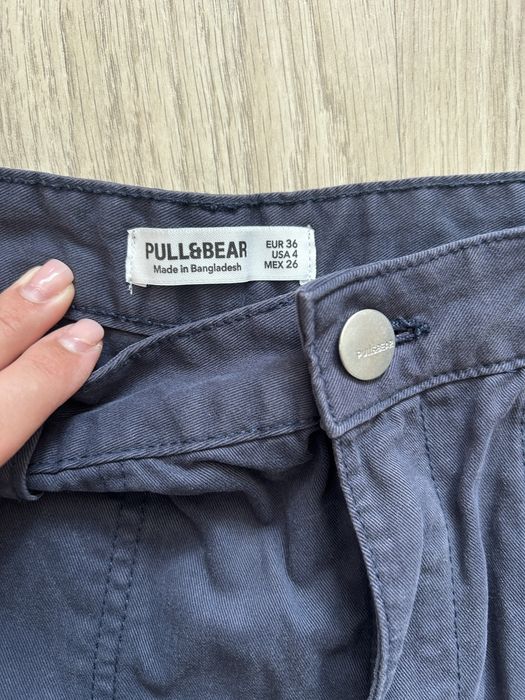 PULL&BEAR
Made in Bangladesh
EUR 36
USA 4
MEX 26
PULL&BEAR